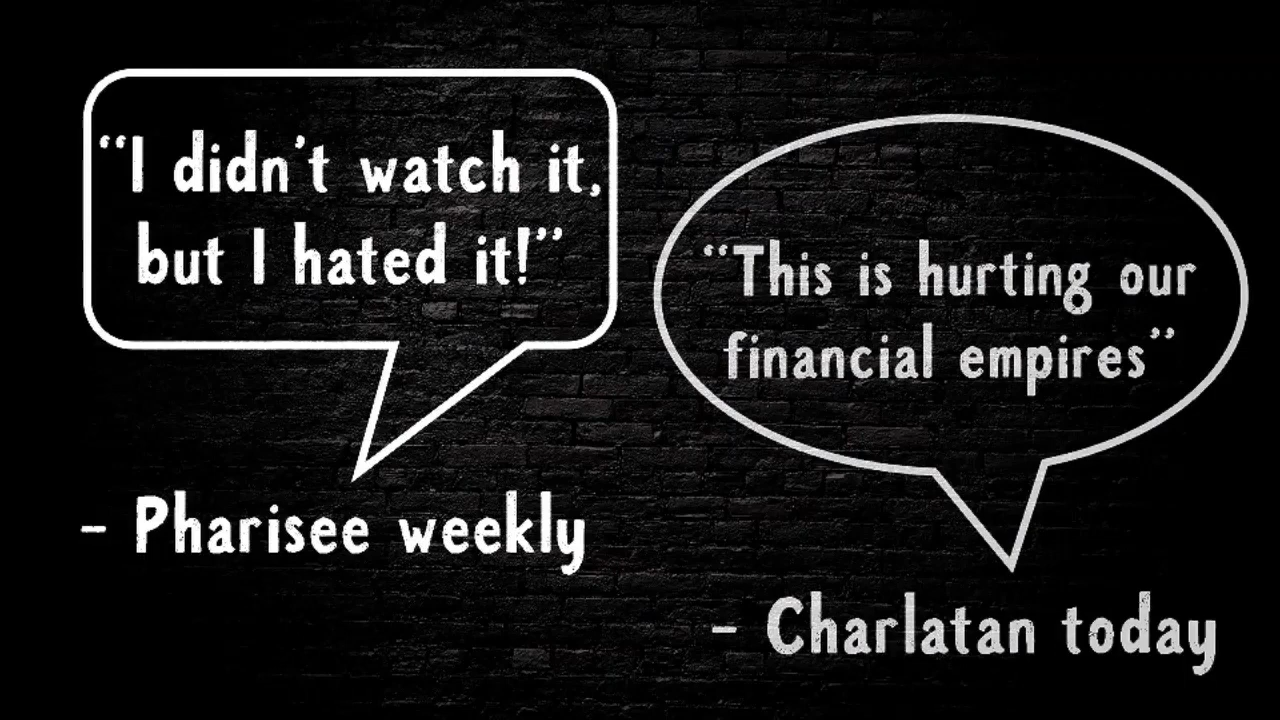 “I didn’t watch it,
but I hated it!”
- Pharisee weekly
“This is hurting our
financial empires”
- Charlatan today